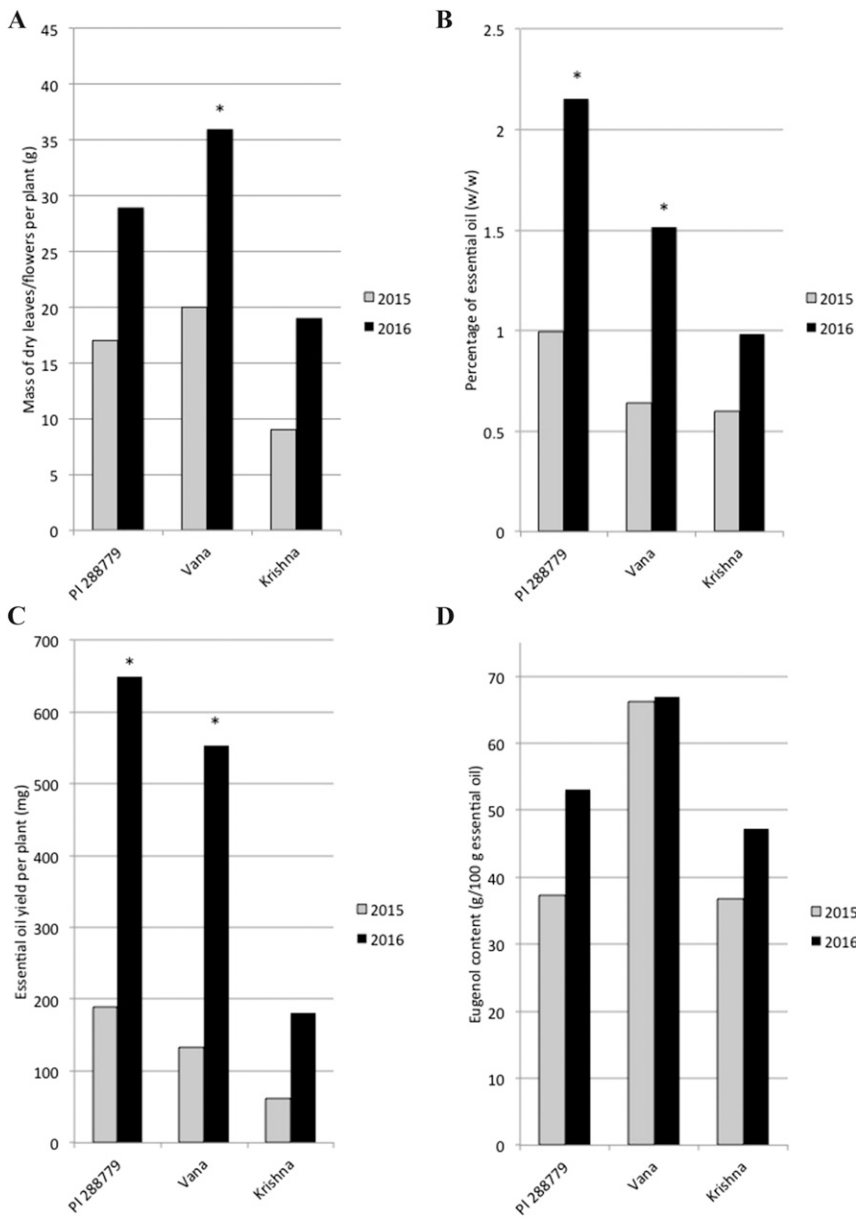 A
Mass of dry leaves/flowers per plant (g)
45
40
35
30
25
20
15
10
5
0
*
PI 288779
Vana
Krishna
2015
2016
B
Percentage of essential oil (w/w)
2.5
2
1.5
1
0.5
0
*
*
PI 288779
Vana
Krishna
2015
2016
C
Essential oil yield per plant (mg)
700
600
500
400
300
200
100
0
*
*
PI 288779
Vana
Krishna
2015
2016
D
Eugenol content (g/100 g essential oil)
70
60
50
40
30
20
10
0
PI 288779
Vana
Krishna
2015
2016